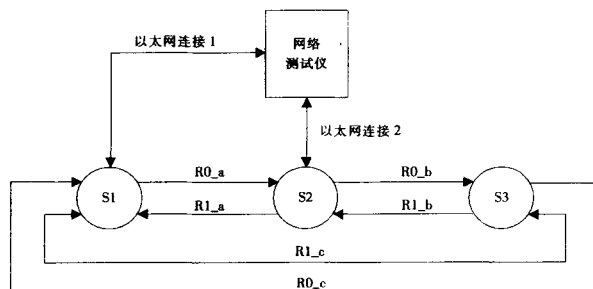 以太网连接1
网络
测试仪
以太网连接2
R0_a
R0_b
S1
S2
S3
R1_a
R1_b
R1_c
R0_c